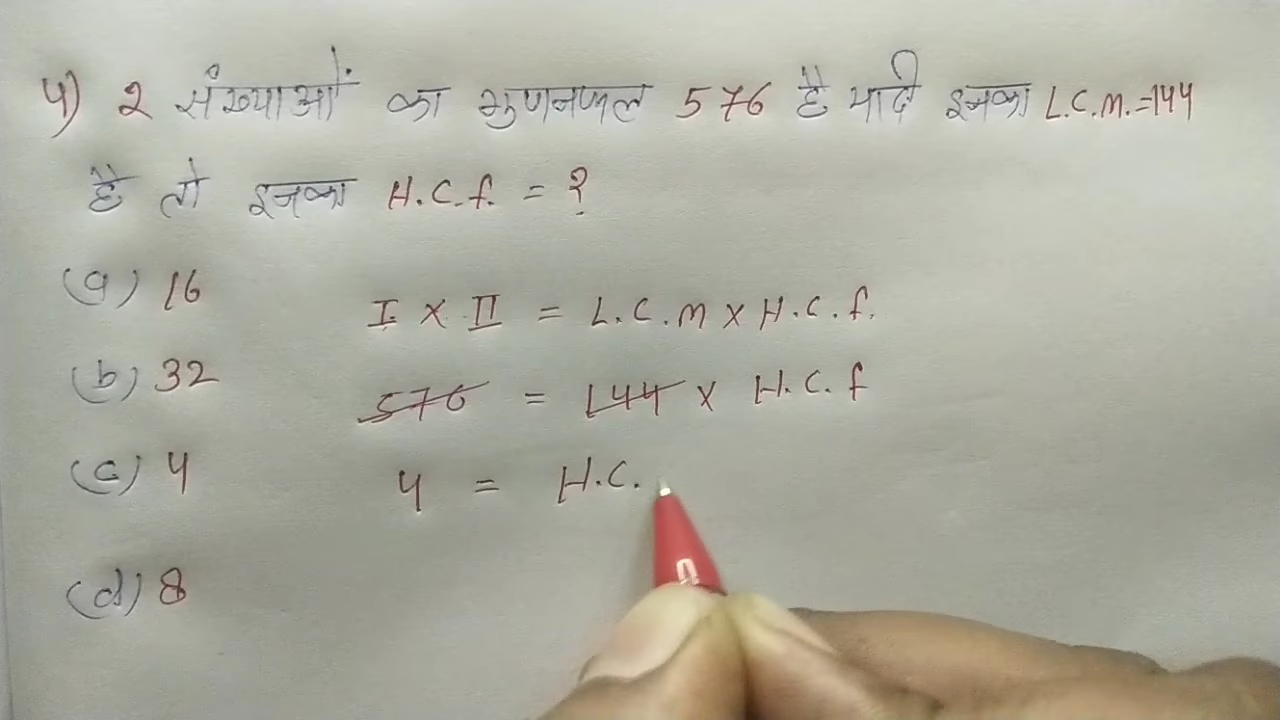 4) 2 संख्याओं का गुणनफल 576 है यदि इनका L.C.M.=144
है तो इनका H.C.f. = ?
(a) 16
I × II = L.C.M × H.C.f.
(b) 32
576 = 144 × H.C.f
(c) 4
4 = H.C.
(d) 8